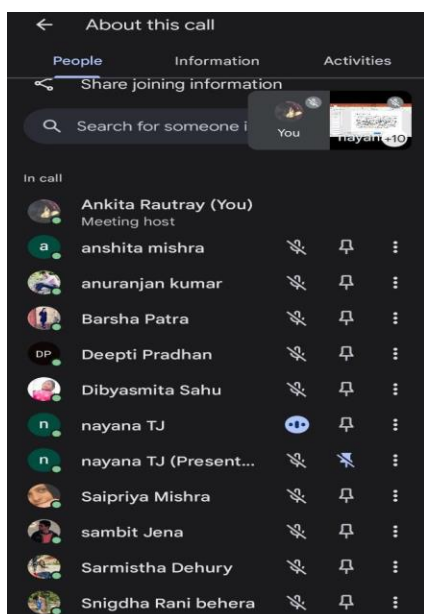 About this call
People Information Activities
Share joining information
Search for someone i
You
nayan +10
In call
Ankita Rautray (You)
Meeting host
a anshita mishra
anuranjan kumar
Barsha Patra
DP Deepti Pradhan
Dibyasmita Sahu
n nayana TJ
n nayana TJ (Present...
Saipriya Mishra
sambit Jena
Sarmistha Dehury
Snigdha Rani behera